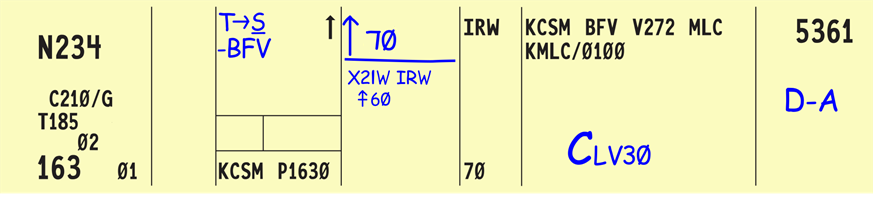 N234
C210/G
T185
02
163 01
T→S ↑
-BFV
KCSM P1630
↑ 70
X21W IRW
↑60
IRW
70
KCSM BFV V272 MLC
KMLC/0100
CLV30
5361
D-A